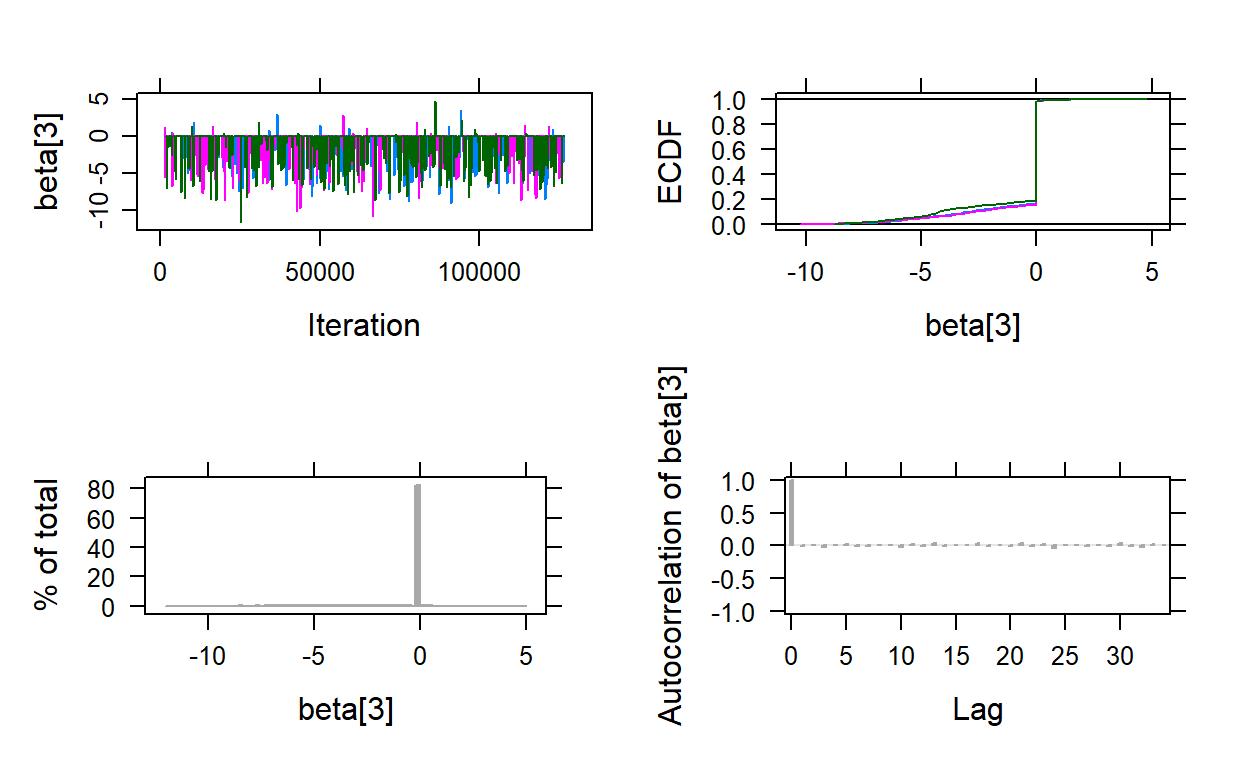 beta[3]
5
0
-5
-10
0 50000 100000
Iteration
ECDF
1.0
0.8
0.6
0.4
0.2
0.0
-10 -5 0 5
beta[3]
% of total
80
60
40
20
0
-10 -5 0 5
beta[3]
Autocorrelation of beta[3]
1.0
0.5
0.0
-0.5
-1.0
0 5 10 15 20 25 30
Lag